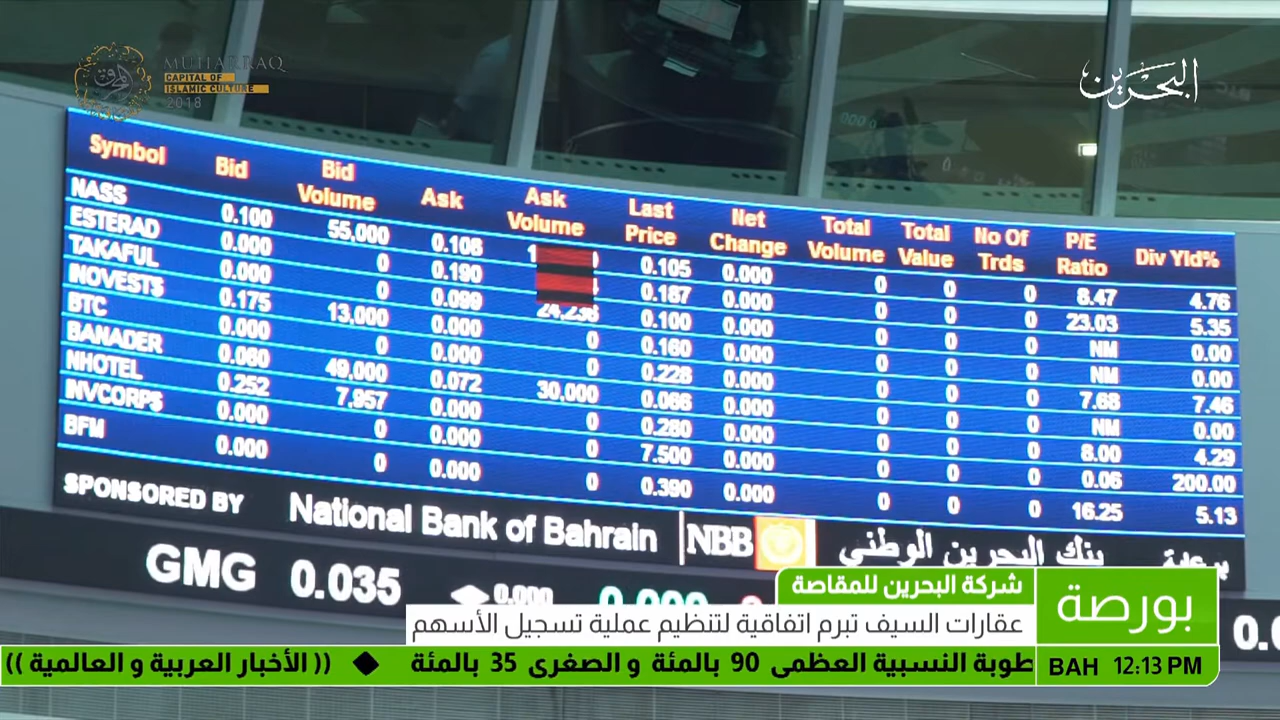 MUHARRAQ
CAPITAL OF
ISLAMIC CULTURE
2018
البحرين
Symbol Bid Bid Volume Ask Ask Volume Last Price Net Change Total Volume Total Value No Of Trds P/E Ratio Div Yld%
NASS 0.100 55,000 0.106 0.105 0.000 0 0 0 8.47 4.76
ESTERAD 0.000 0 0.190 0.187 0.000 0 0 0 23.03 5.35
TAKAFUL 0.000 0 0.099 0.100 0.000 0 0 0 NM 0.00
INOVEST$ 0.175 13,000 0.000 0 0.160 0.000 0 0 0 NM 0.00
BTC 0.000 0 0.000 0 0.228 0.000 0 0 0 7.68 7.46
BANADER 0.060 49,000 0.072 30,000 0.066 0.000 0 0 0 NM 0.00
NHOTEL 0.252 7,957 0.000 0 0.280 0.000 0 0 0 8.00 4.29
INVCORP$ 0.000 0 0.000 0 7.500 0.000 0 0 0 0.06 200.00
BFM 0.000 0 0.000 0 0.390 0.000 0 0 0 16.25 5.13
SPONSORED BY National Bank of Bahrain NBB بنك البحرين الوطني برعاية
GMG 0.035 0.000 0.000
شركة البحرين للمقاصة
بورصة
عقارات السيف تبرم اتفاقية لتنظيم عملية تسجيل الأسهم
طوبة النسبية العظمى 90 بالمئة و الصغرى 35 بالمئة ◆ (( الأخبار العربية و العالمية ))
BAH 12:13 PM